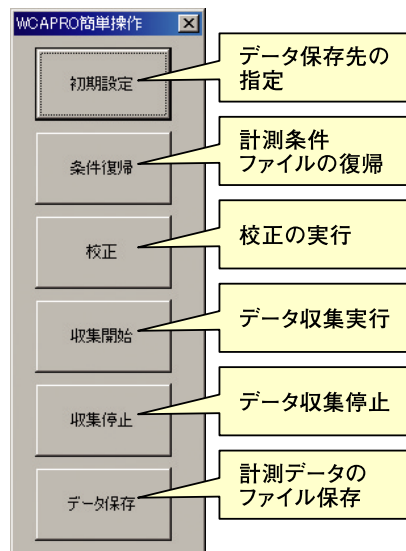 WCAPRO簡単操作
初期設定
データ保存先の
指定
条件復帰
計測条件
ファイルの復帰
校正
校正の実行
収集開始
データ収集実行
収集停止
データ収集停止
データ保存
計測データの
ファイル保存